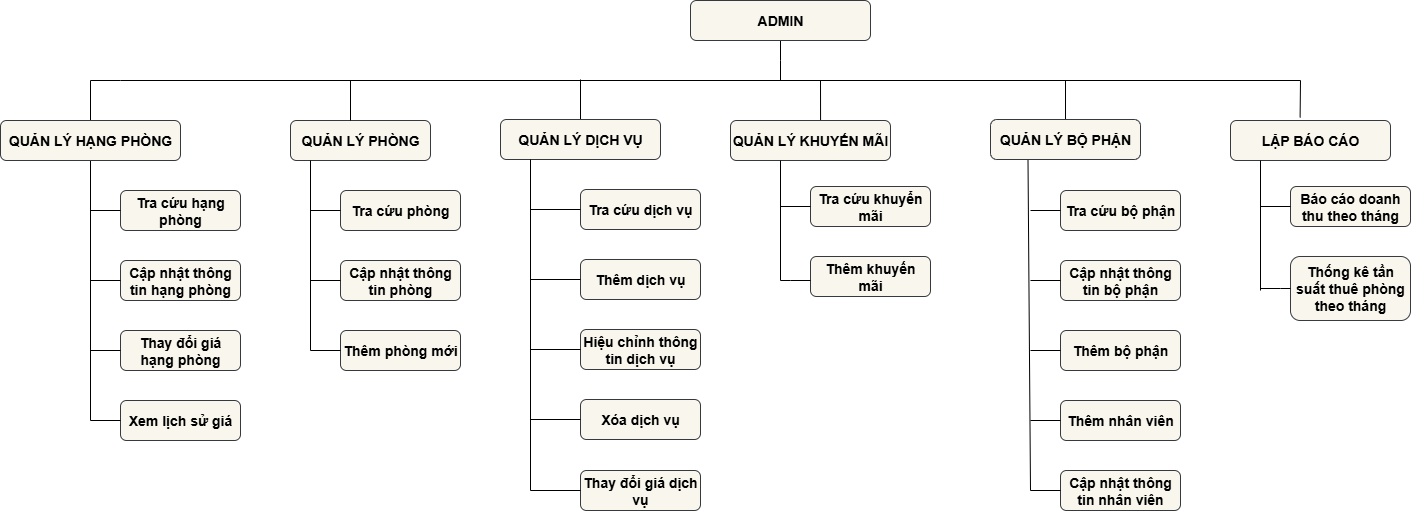 ADMIN
QUẢN LÝ HẠNG PHÒNG
QUẢN LÝ PHÒNG
QUẢN LÝ DỊCH VỤ
QUẢN LÝ KHUYẾN MÃI
QUẢN LÝ BỘ PHẬN
LẬP BÁO CÁO
Tra cứu hạng
phòng
Cập nhật thông
tin hạng phòng
Thay đổi giá
hạng phòng
Xem lịch sử giá
Tra cứu phòng
Cập nhật thông
tin phòng
Thêm phòng mới
Tra cứu dịch vụ
Thêm dịch vụ
Hiệu chỉnh thông
tin dịch vụ
Xóa dịch vụ
Thay đổi giá dịch
vụ
Tra cứu khuyến
mãi
Thêm khuyến
mãi
Tra cứu bộ phận
Cập nhật thông
tin bộ phận
Thêm bộ phận
Thêm nhân viên
Cập nhật thông
tin nhân viên
Báo cáo doanh
thu theo tháng
Thống kê tần
suất thuê phòng
theo tháng